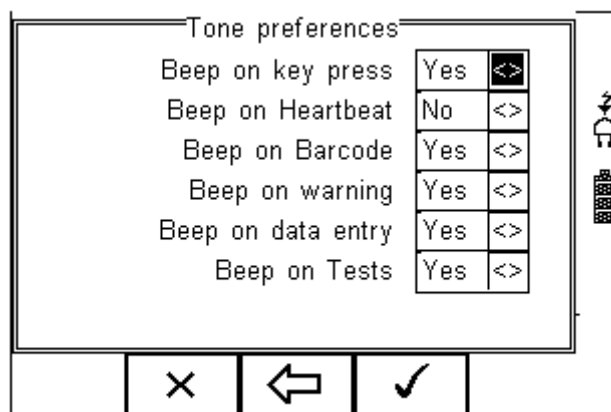 Tone preferences
Beep on key press Yes <>
Beep on Heartbeat No <>
Beep on Barcode Yes <>
Beep on warning Yes <>
Beep on data entry Yes <>
Beep on Tests Yes <>